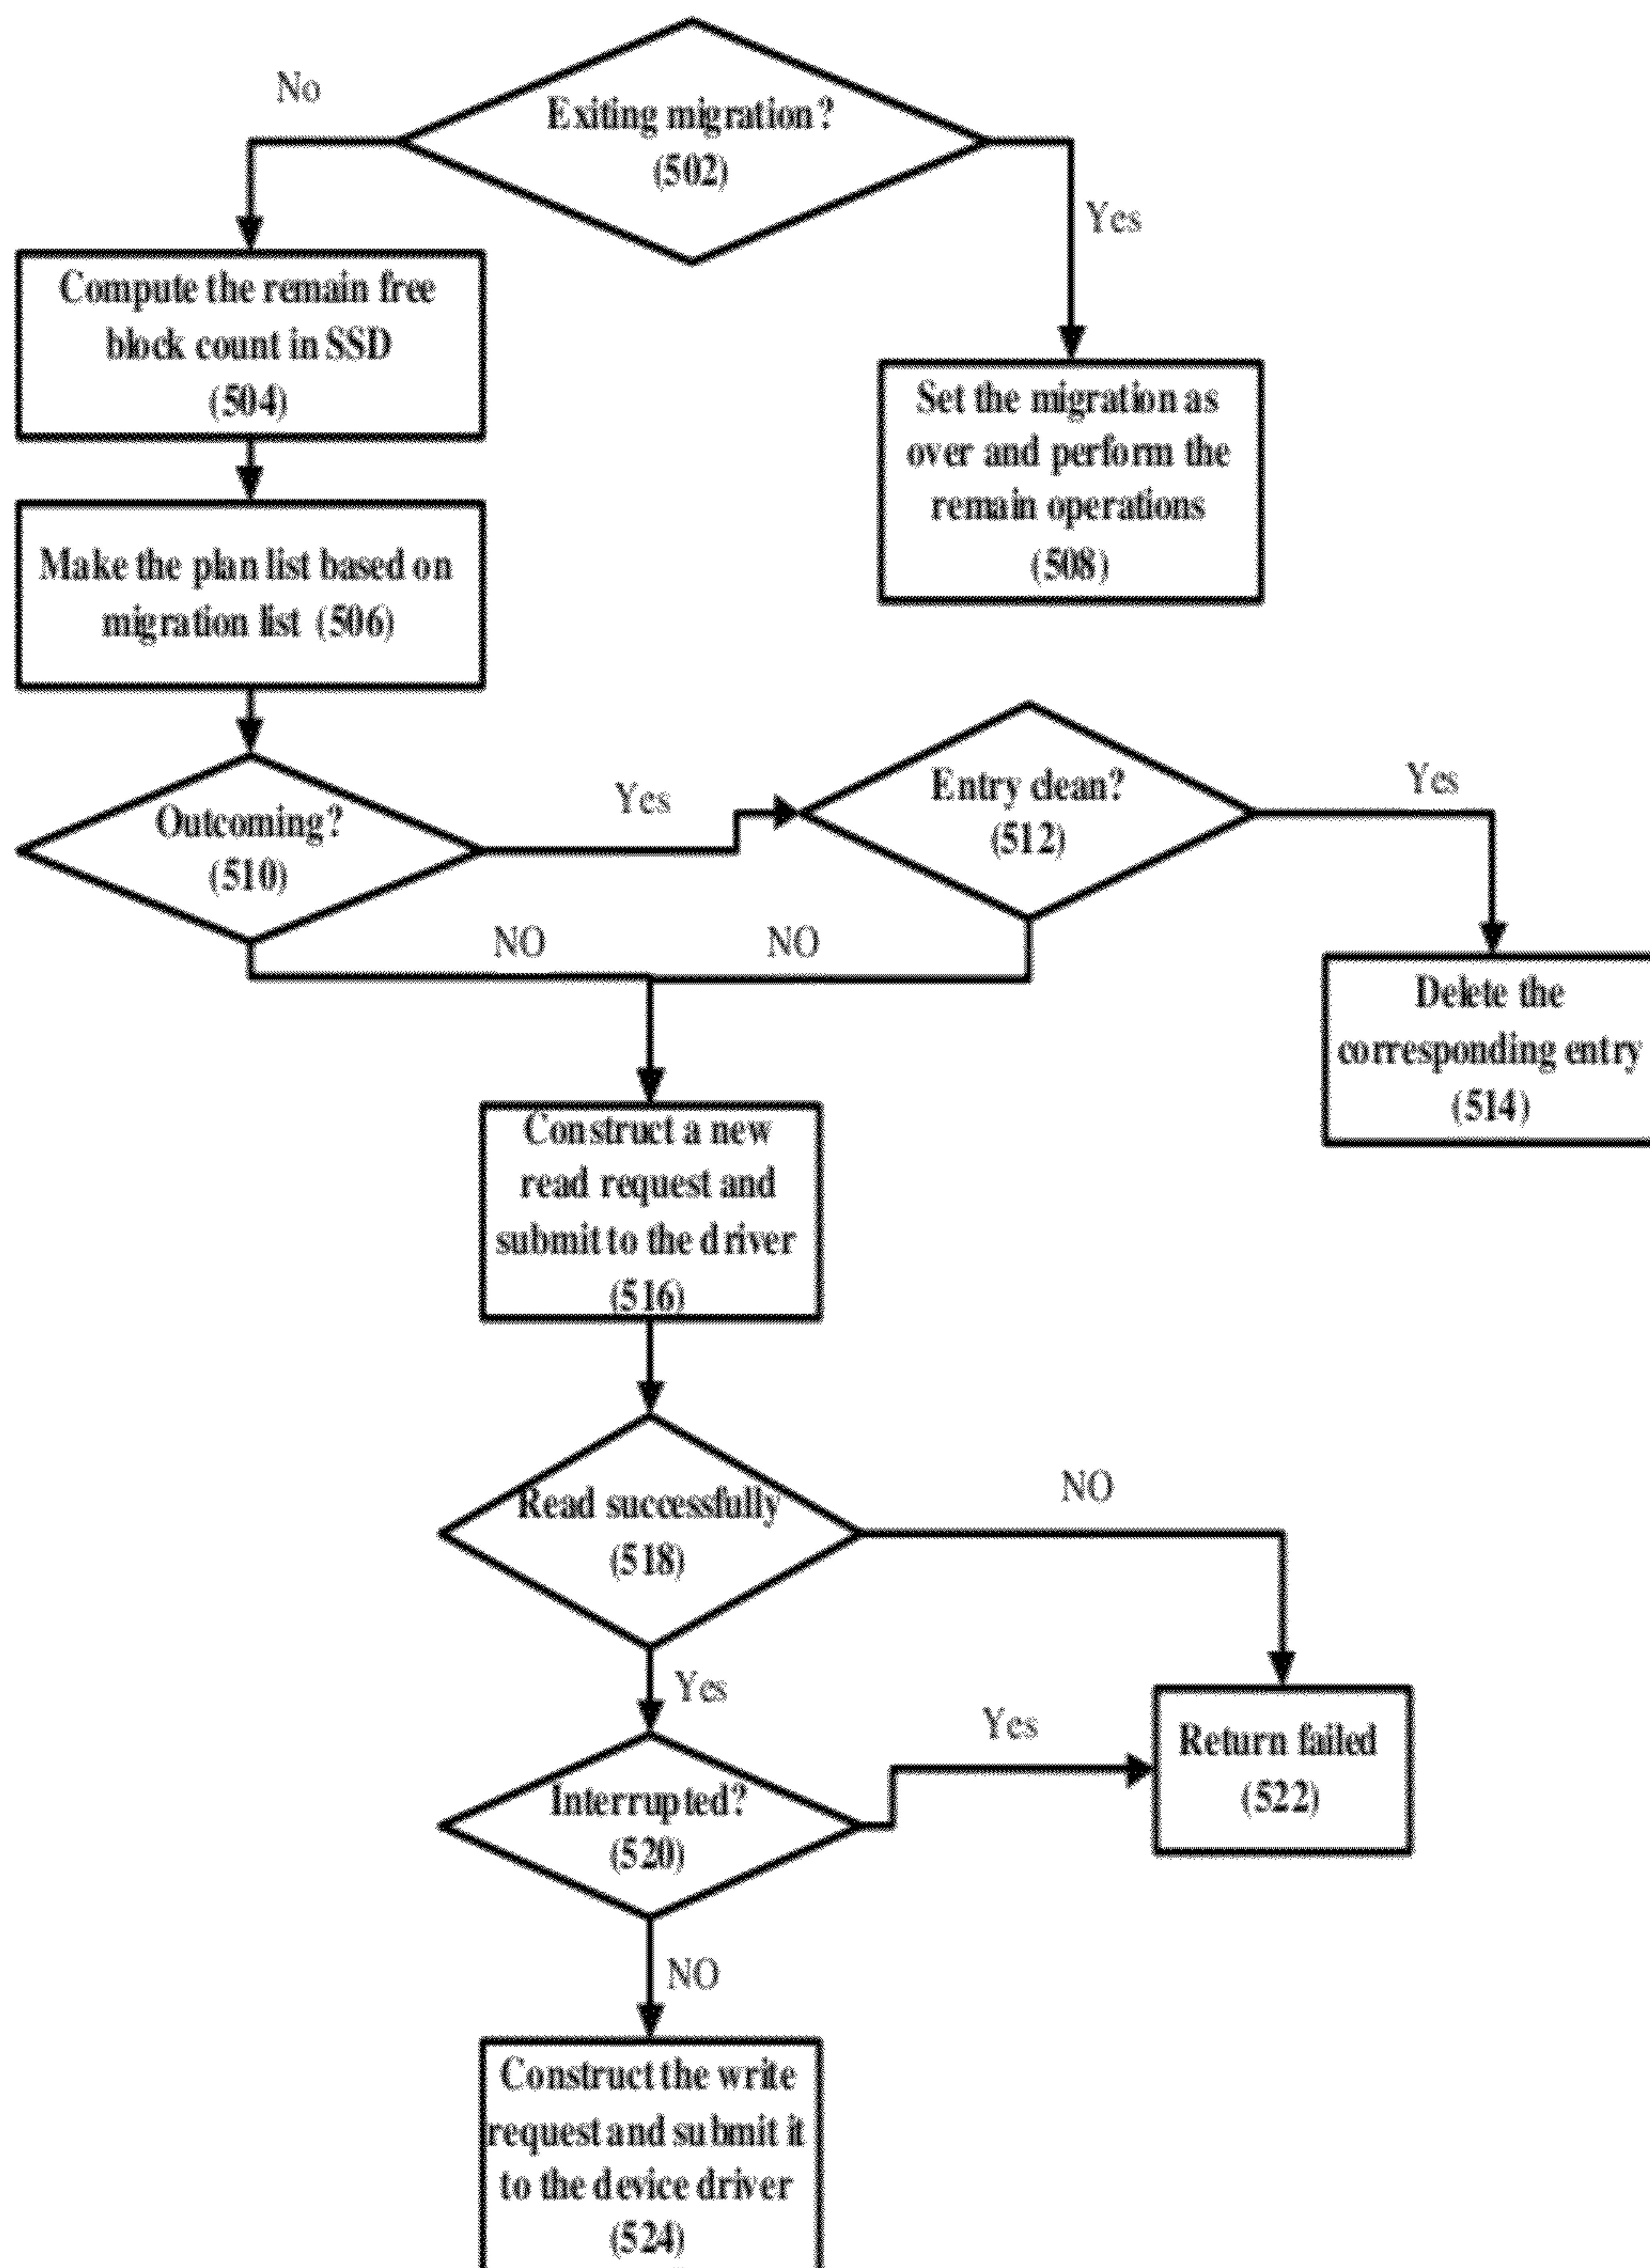 No
Exiting migration?
(502)
Yes
Compute the remain free
block count in SSD
(504)
Set the migration as
over and perform the
remain operations
(508)
Make the plan list based on
migration list (506)
Outcoming?
(510)
Yes
Entry clean?
(512)
Yes
NO
NO
Delete the
corresponding entry
(514)
Construct a new
read request and
submit to the driver
(516)
Read successfully
(518)
NO
Yes
Interrupted?
(520)
Yes
Return failed
(522)
NO
Construct the write
request and submit it
to the device driver
(524)